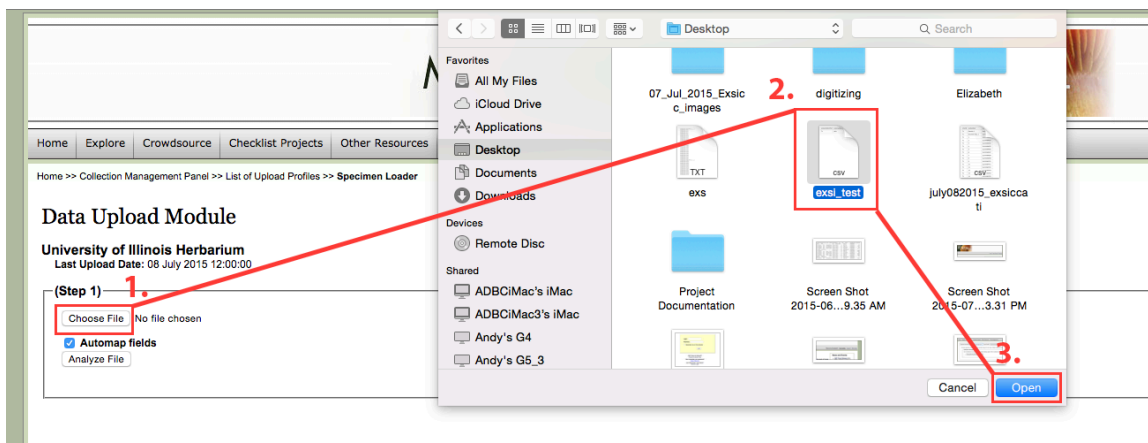 Desktop
Search
Home Explore Crowdsource Checklist Projects Other Resources
Home >> Collection Management Panel >> List of Upload Profiles >> Specimen Loader
Data Upload Module
University of Illinois Herbarium
Last Upload Date: 08 July 2015 12:00:00
(Step 1)
1.
Choose File No file chosen
Automap fields
Analyze File
Favorites
All My Files
iCloud Drive
Applications
Desktop
Documents
Downloads
Devices
Remote Disc
Shared
ADBCiMac's iMac
ADBCiMac3's iMac
Andy's G4
Andy's G5_3
07_Jul_2015_Exsic
c_images
digitizing
Elizabeth
2.
TXT
exs
CSV
exsi_test
CSV
july082015_exsicca
ti
Project
Documentation
Screen Shot
2015-06...9.35 AM
Screen Shot
2015-07...3.31 PM
3.
Cancel
Open